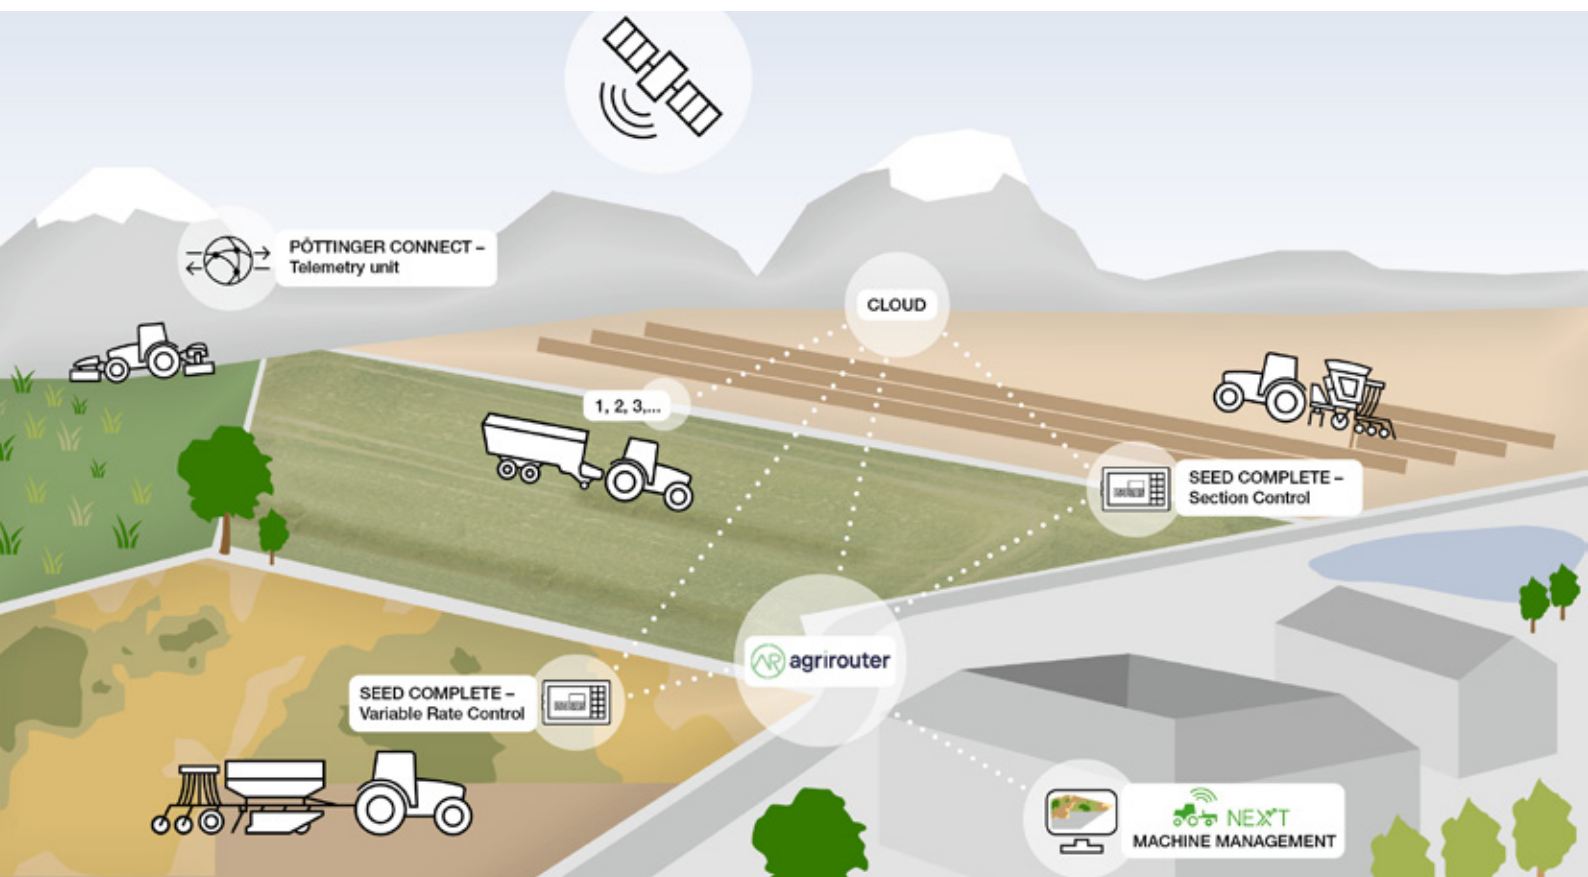 PÖTTINGER CONNECT –
Telemetry unit
CLOUD
1, 2, 3,...
SEED COMPLETE –
Section Control
agrirouter
SEED COMPLETE –
Variable Rate Control
NEXT
MACHINE MANAGEMENT